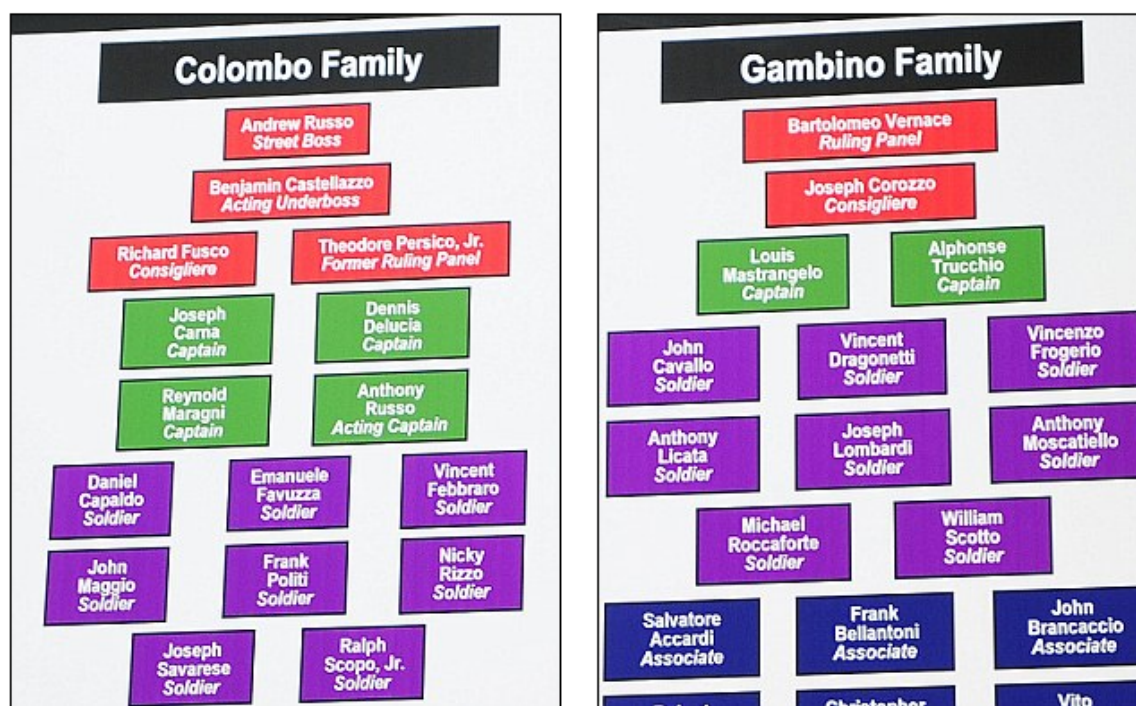 Colombo Family
Andrew Russo
Street Boss
Benjamin Castellazzo
Acting Underboss
Richard Fusco
Consigliere
Theodore Persico, Jr.
Former Ruling Panel
Joseph
Carna
Captain
Dennis
Delucia
Captain
Reynold
Maragni
Captain
Anthony
Russo
Acting Captain
Daniel
Capaldo
Soldier
Emanuele
Favuzza
Soldier
Vincent
Febbraro
Soldier
John
Maggio
Soldier
Frank
Politi
Soldier
Nicky
Rizzo
Soldier
Joseph
Savarese
Soldier
Ralph
Scopo, Jr.
Soldier
Gambino Family
Bartolomeo Vernace
Ruling Panel
Joseph Corozzo
Consigliere
Louis
Mastrangelo
Captain
Alphonse
Trucchio
Captain
John
Cavallo
Soldier
Vincent
Dragonetti
Soldier
Vincenzo
Frogerio
Soldier
Anthony
Licata
Soldier
Joseph
Lombardi
Soldier
Anthony
Moscatiello
Soldier
Michael
Roccaforte
Soldier
William
Scotto
Soldier
Salvatore
Accardi
Associate
Frank
Bellantoni
Associate
John
Brancaccio
Associate
Christopher
Vito